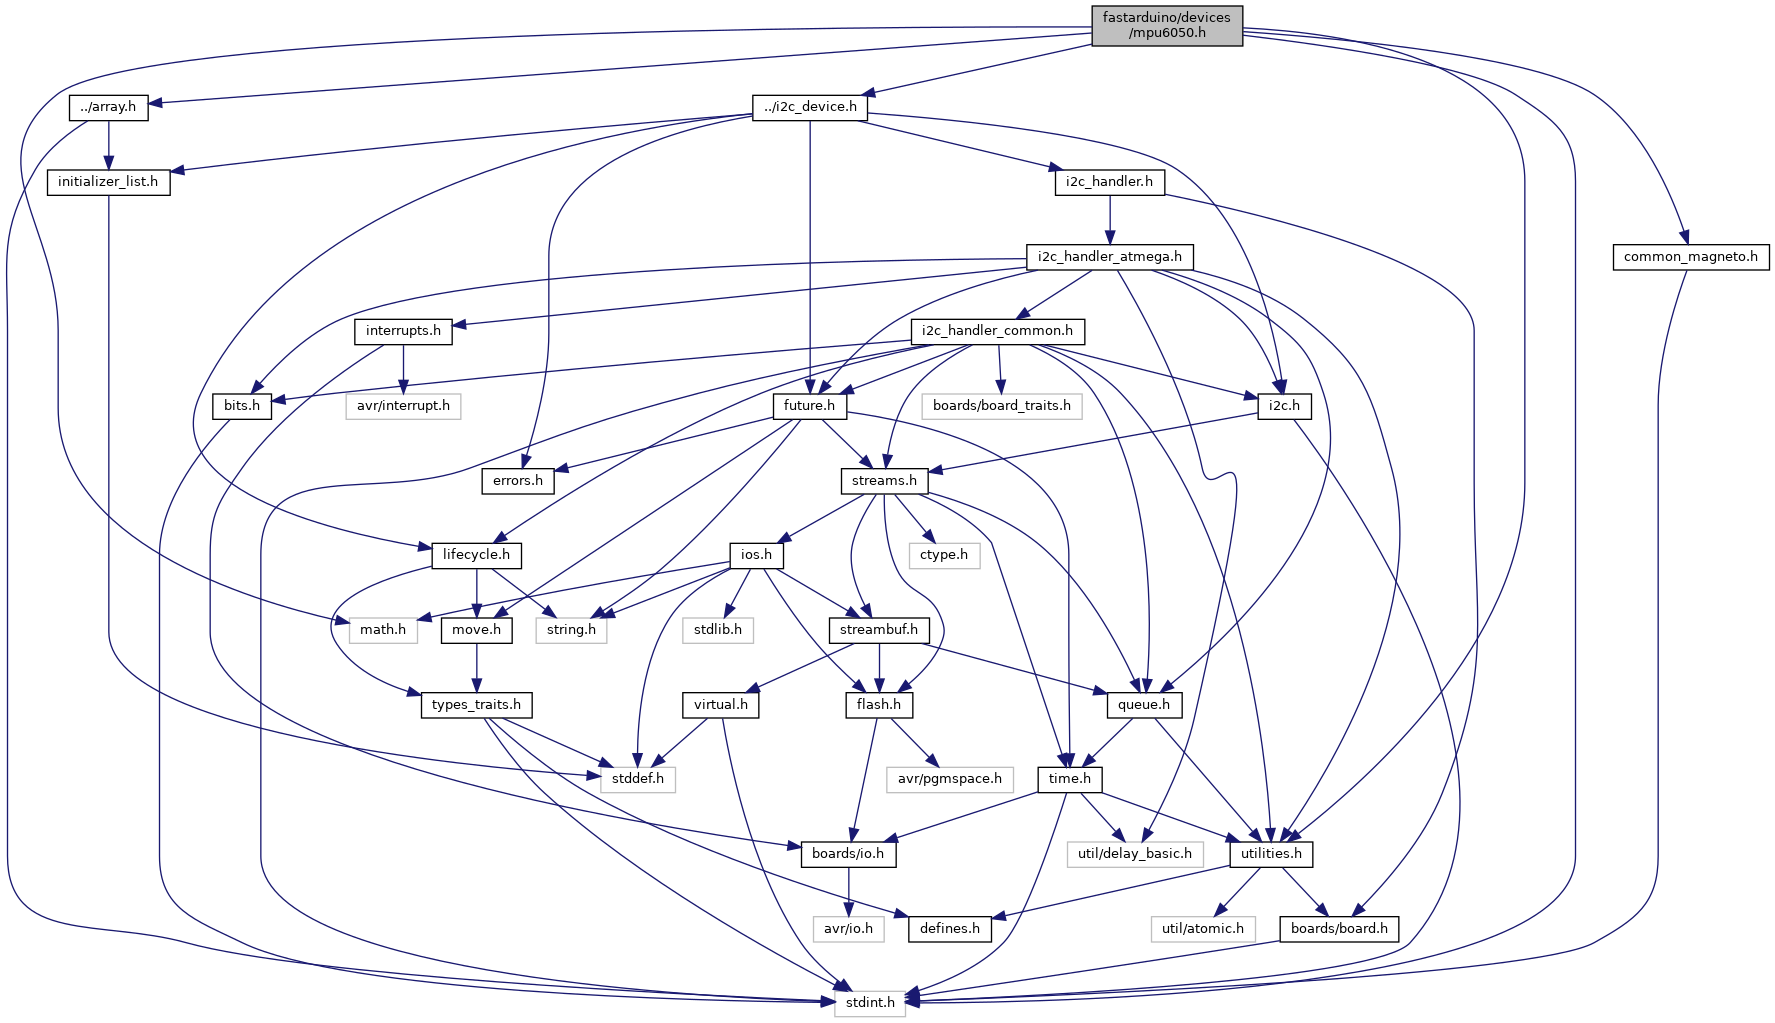 fastarduino/devices
/mpu6050.h
../array.h
../i2c_device.h
initializer_list.h
i2c_handler.h
i2c_handler_atmega.h
common_magneto.h
interrupts.h
i2c_handler_common.h
bits.h
avr/interrupt.h
future.h
boards/board_traits.h
i2c.h
errors.h
streams.h
lifecycle.h
ios.h
ctype.h
math.h
move.h
string.h
stdlib.h
streambuf.h
types_traits.h
virtual.h
flash.h
queue.h
stddef.h
avr/pgmspace.h
time.h
boards/io.h
util/delay_basic.h
utilities.h
avr/io.h
defines.h
util/atomic.h
boards/board.h
stdint.h